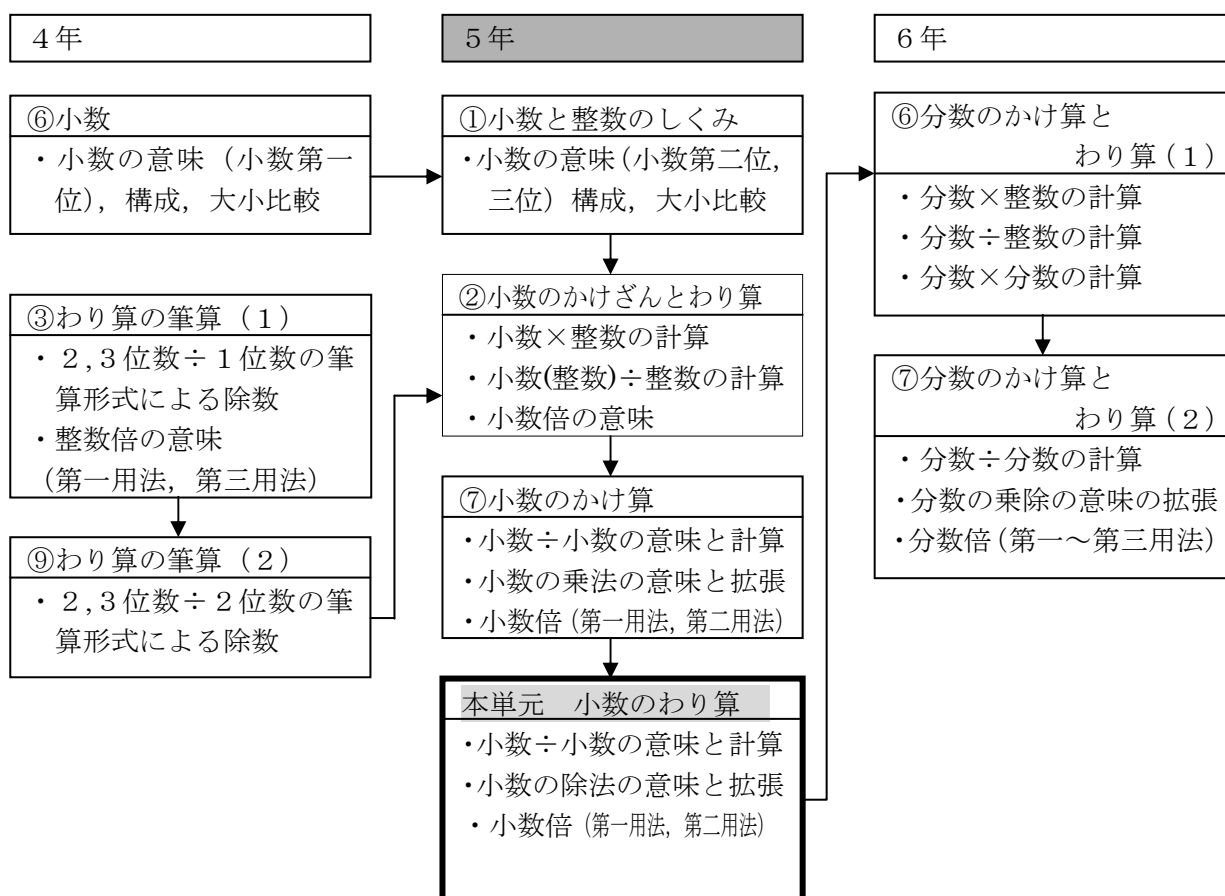 ４年
⑥小数
・小数の意味（小数第一
位），構成，大小比較
③わり算の筆算（１）
・２,３位数÷１位数の筆
算形式による除数
・整数倍の意味
（第一用法，第三用法）
⑨わり算の筆算（２）
・２,３位数÷２位数の筆
算形式による除数
５年
①小数と整数のしくみ
・小数の意味（小数第二位，
三位）構成，大小比較
②小数のかけざんとわり算
・小数×整数の計算
・小数(整数)÷整数の計算
・小数倍の意味
⑦小数のかけ算
・小数÷小数の意味と計算
・小数の乗法の意味と拡張
・小数倍（第一用法，第二用法）
本単元　小数のわり算
・小数÷小数の意味と計算
・小数の除法の意味と拡張
・小数倍（第一用法，第二用法）
６年
⑥分数のかけ算と
わり算（１）
・分数×整数の計算
・分数÷整数の計算
・分数×分数の計算
⑦分数のかけ算と
わり算（２）
・分数÷分数の計算
・分数の乗除の意味の拡張
・分数倍（第一～第三用法）